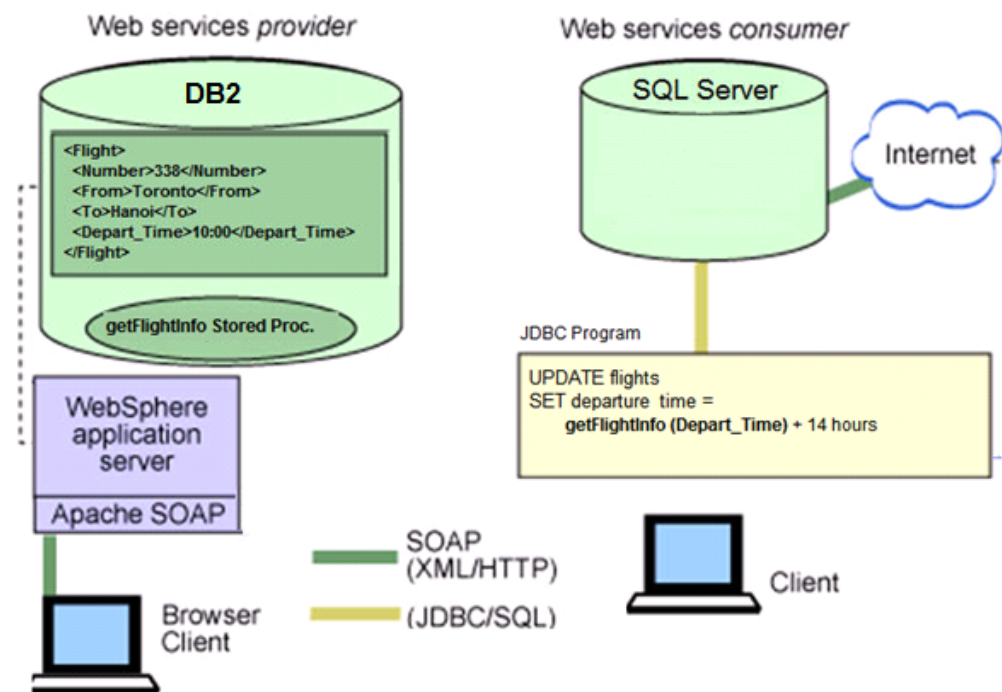 Web services provider
DB2
<Flight>
<Number>338</Number>
<From>Toronto</From>
<To>Hanoi</To>
<Depart_Time>10:00</Depart_Time>
</Flight>
getFlightInfo Stored Proc.
WebSphere
application
server
Apache SOAP
Browser
Client
Web services consumer
SQL Server
Internet
JDBC Program
UPDATE flights
SET departure time =
getFlightInfo (Depart_Time) + 14 hours
SOAP
(XML/HTTP)
(JDBC/SQL)
Client